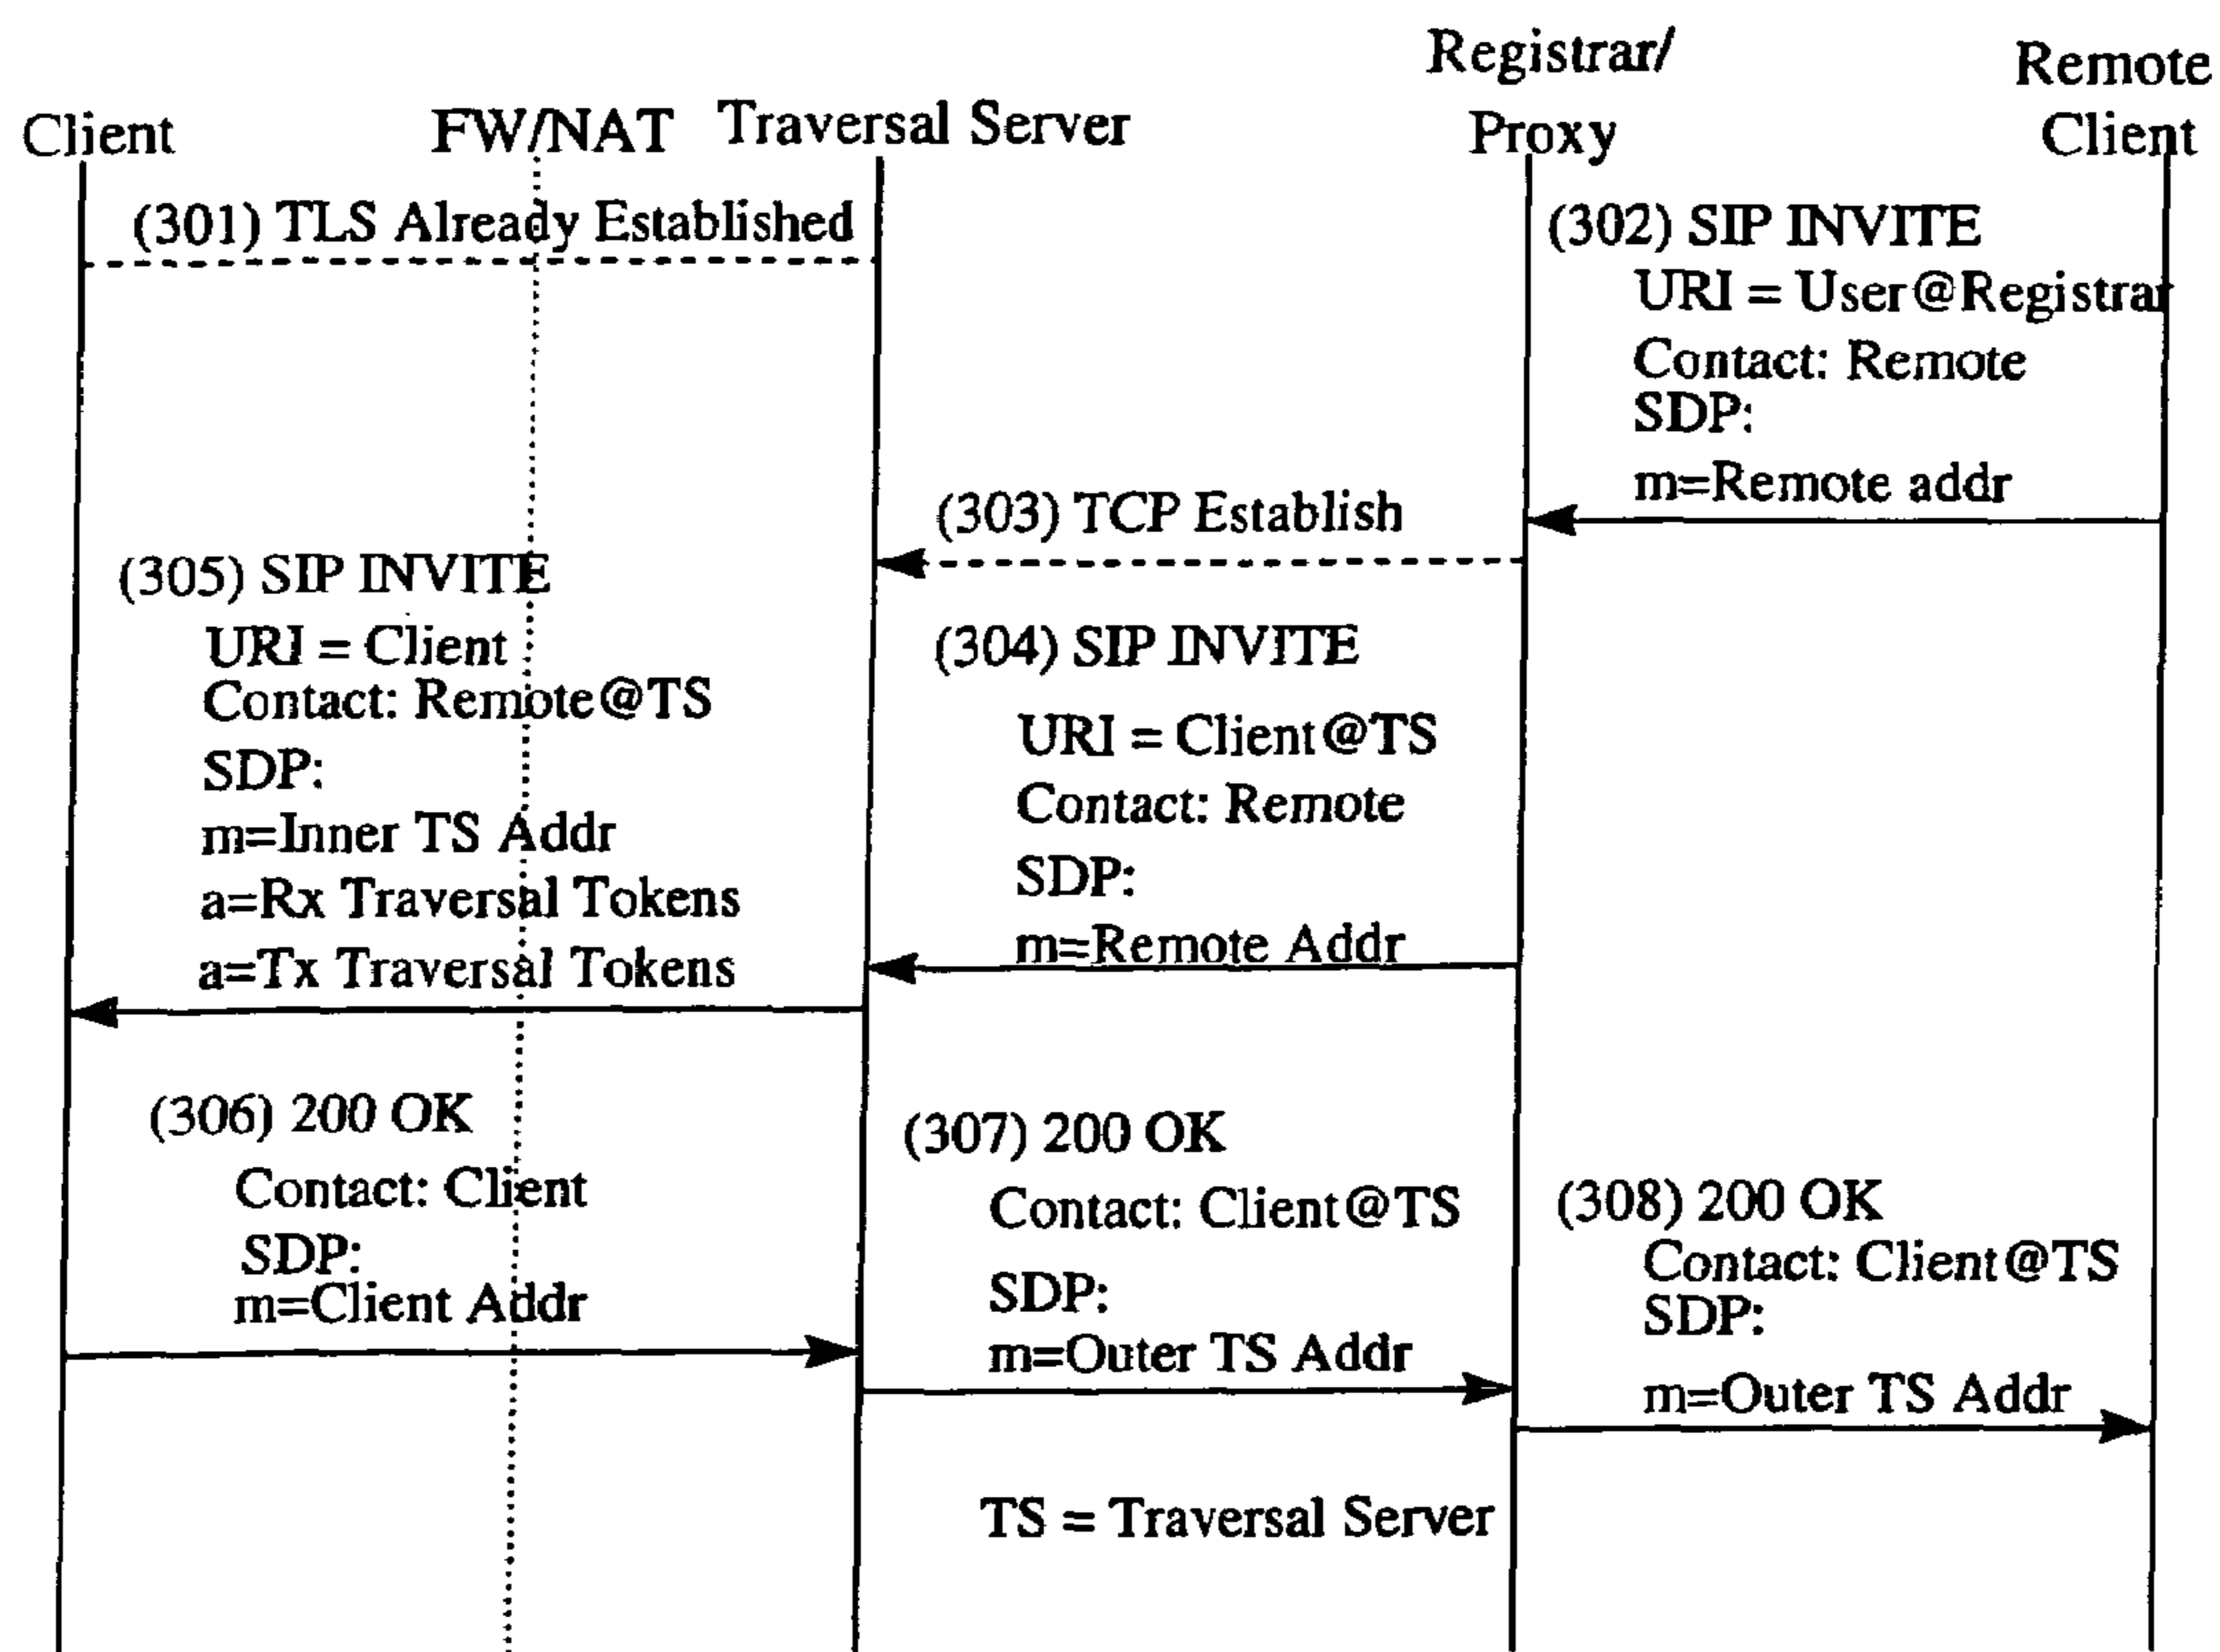 Registrar/
Proxy
Remote
Client
Client
FW/NAT
Traversal Server
(301) TLS Already Established
(302) SIP INVITE
URI = User@Registrar
Contact: Remote
SDP:
m=Remote addr
(303) TCP Establish
(304) SIP INVITE
URI = Client@TS
Contact: Remote
SDP:
m=Remote Addr
(305) SIP INVITE
URI = Client
Contact: Remote@TS
SDP:
m=Inner TS Addr
a=Rx Traversal Tokens
a=Tx Traversal Tokens
(306) 200 OK
Contact: Client
SDP:
m=Client Addr
(307) 200 OK
Contact: Client@TS
SDP:
m=Outer TS Addr
(308) 200 OK
Contact: Client@TS
SDP:
m=Outer TS Addr
TS = Traversal Server